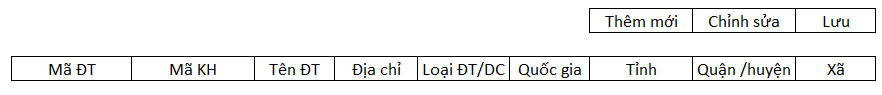 Thêm mới Chỉnh sửa Lưu
Mã ĐT Mã KH Tên ĐT Địa chỉ Loại ĐT/DC Quốc gia Tỉnh Quận /huyện Xã